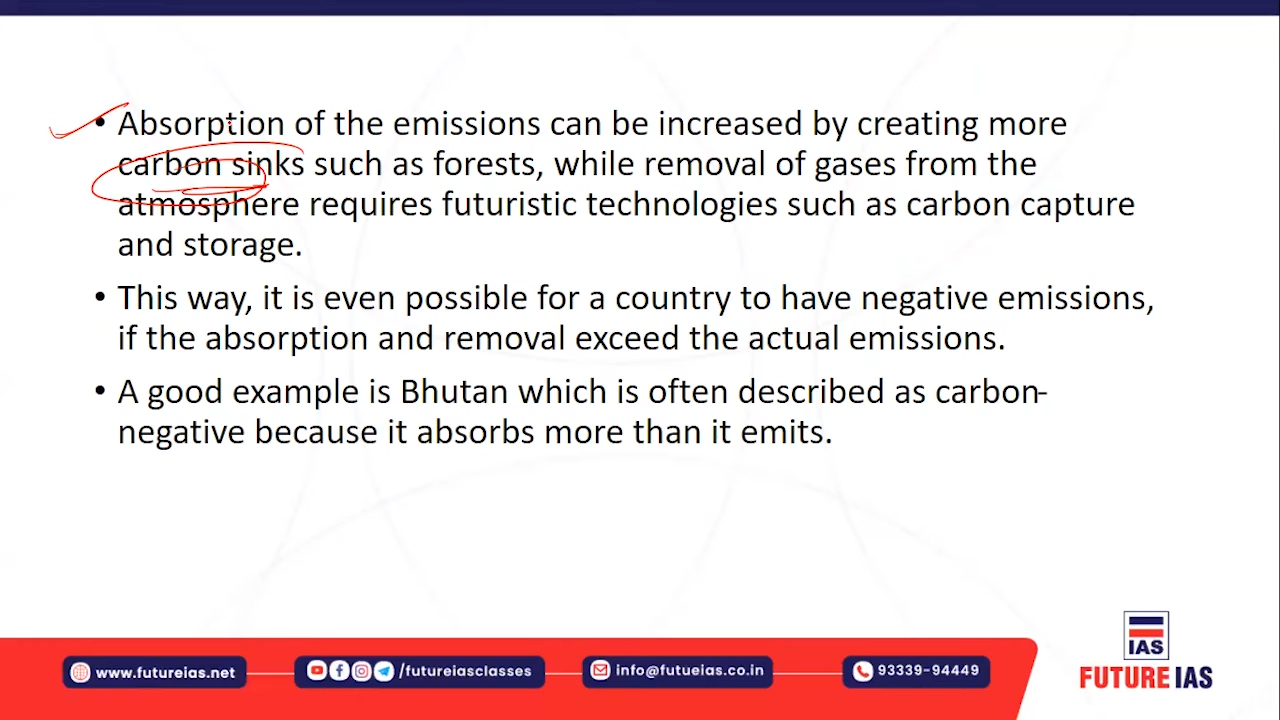 • Absorption of the emissions can be increased by creating more
carbon sinks such as forests, while removal of gases from the
atmosphere requires futuristic technologies such as carbon capture
and storage.
• This way, it is even possible for a country to have negative emissions,
if the absorption and removal exceed the actual emissions.
• A good example is Bhutan which is often described as carbon-
negative because it absorbs more than it emits.
IAS
FUTURE IAS
www.futureias.net
/futureiasclasses
info@futueias.co.in
93339-94449